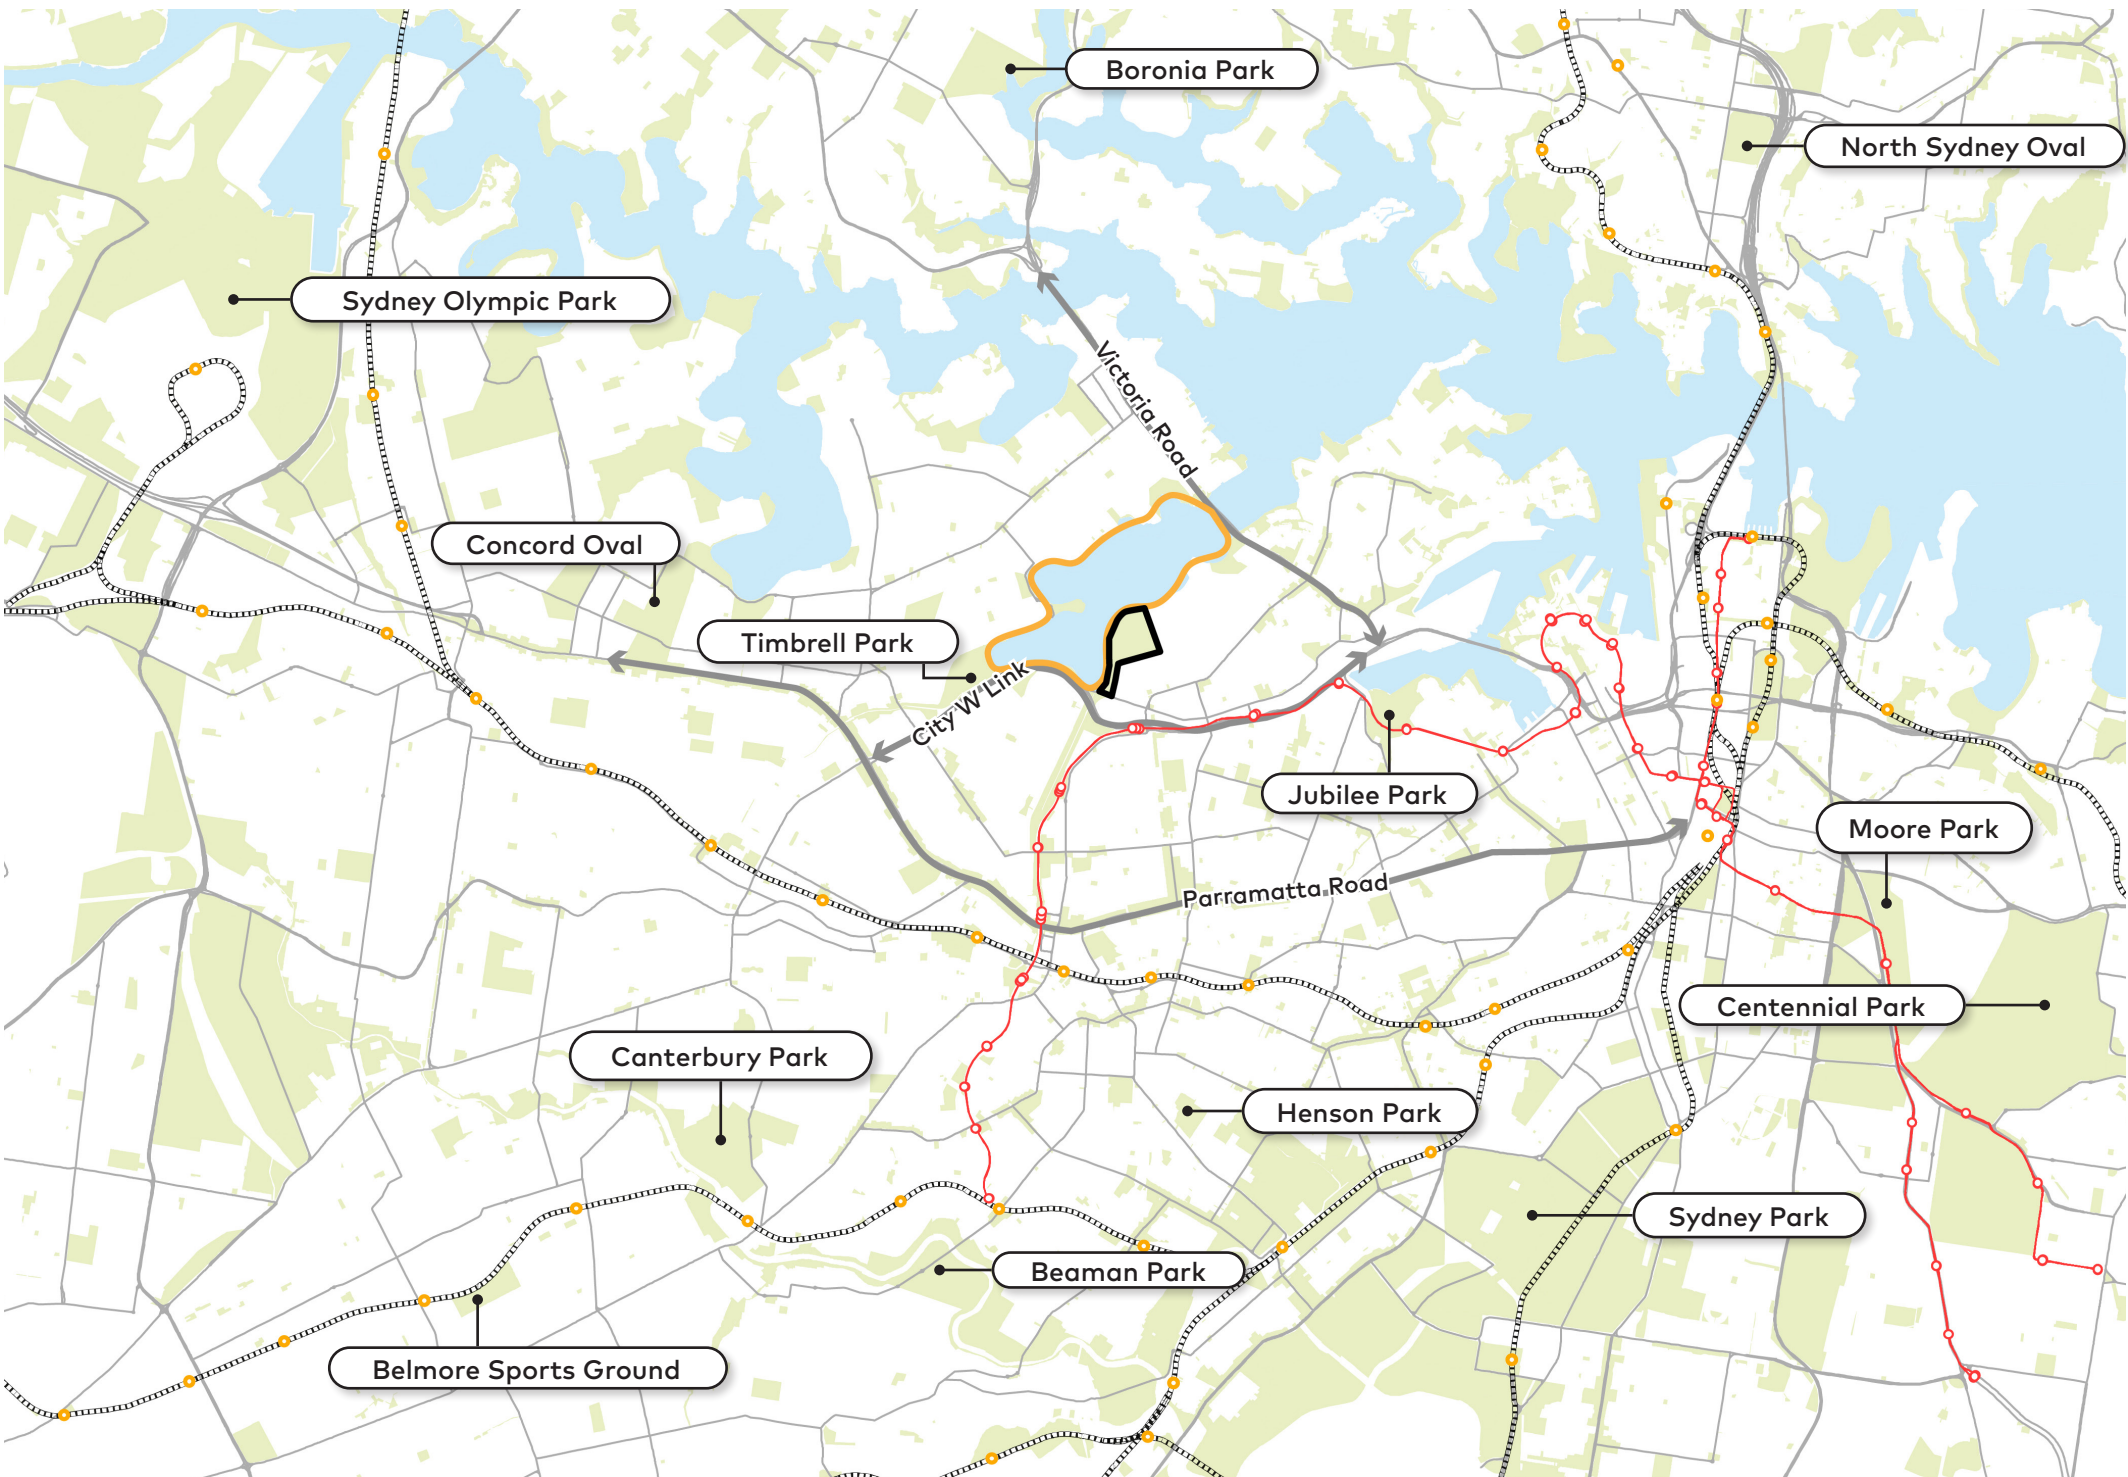 Boronia Park
North Sydney Oval
Sydney Olympic Park
Victoria Road
Concord Oval
Timbrell Park
City W Link
Jubilee Park
Moore Park
Parramatta Road
Centennial Park
Canterbury Park
Henson Park
Sydney Park
Beaman Park
Belmore Sports Ground